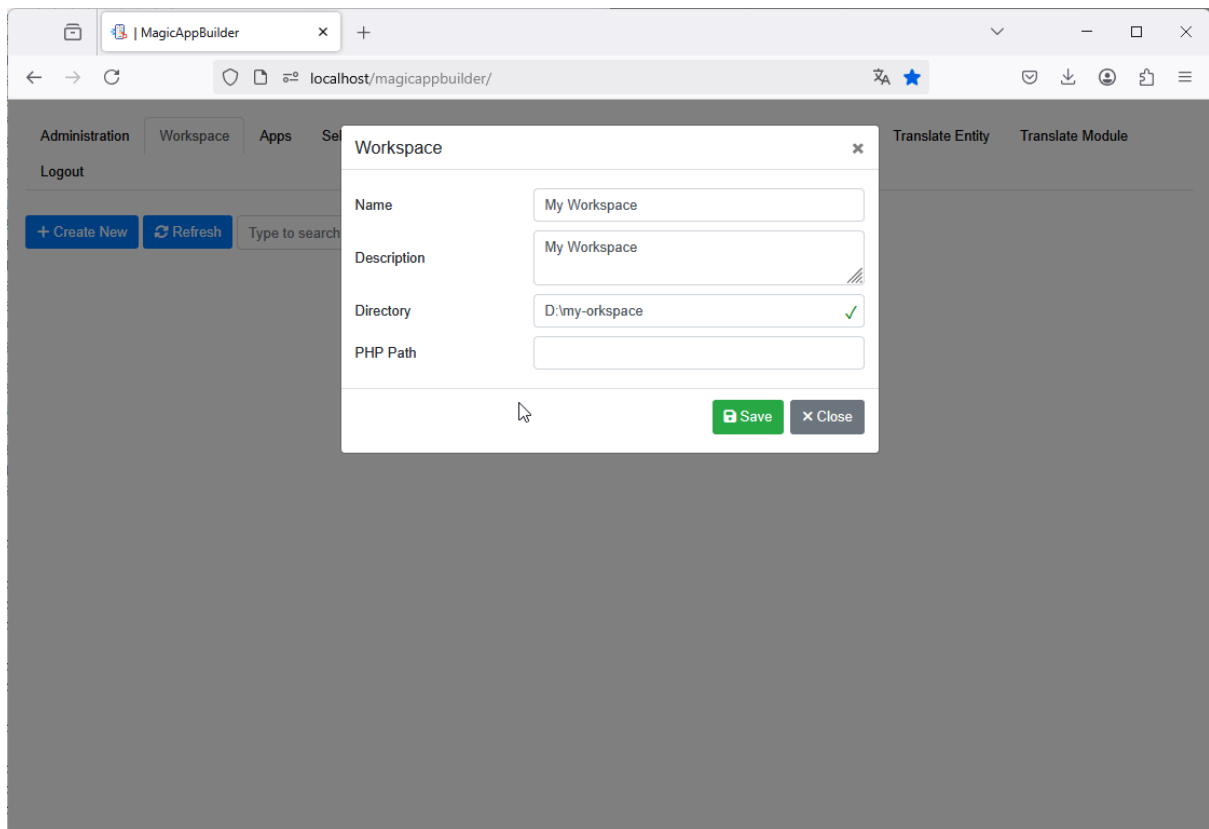 | MagicAppBuilder
localhost/magicappbuilder/
Administration Workspace Apps Sel Translate Entity Translate Module
Logout
+ Create New Refresh Type to search
Workspace
Name My Workspace
Description My Workspace
Directory D:\my-orkspace
PHP Path
Save Close